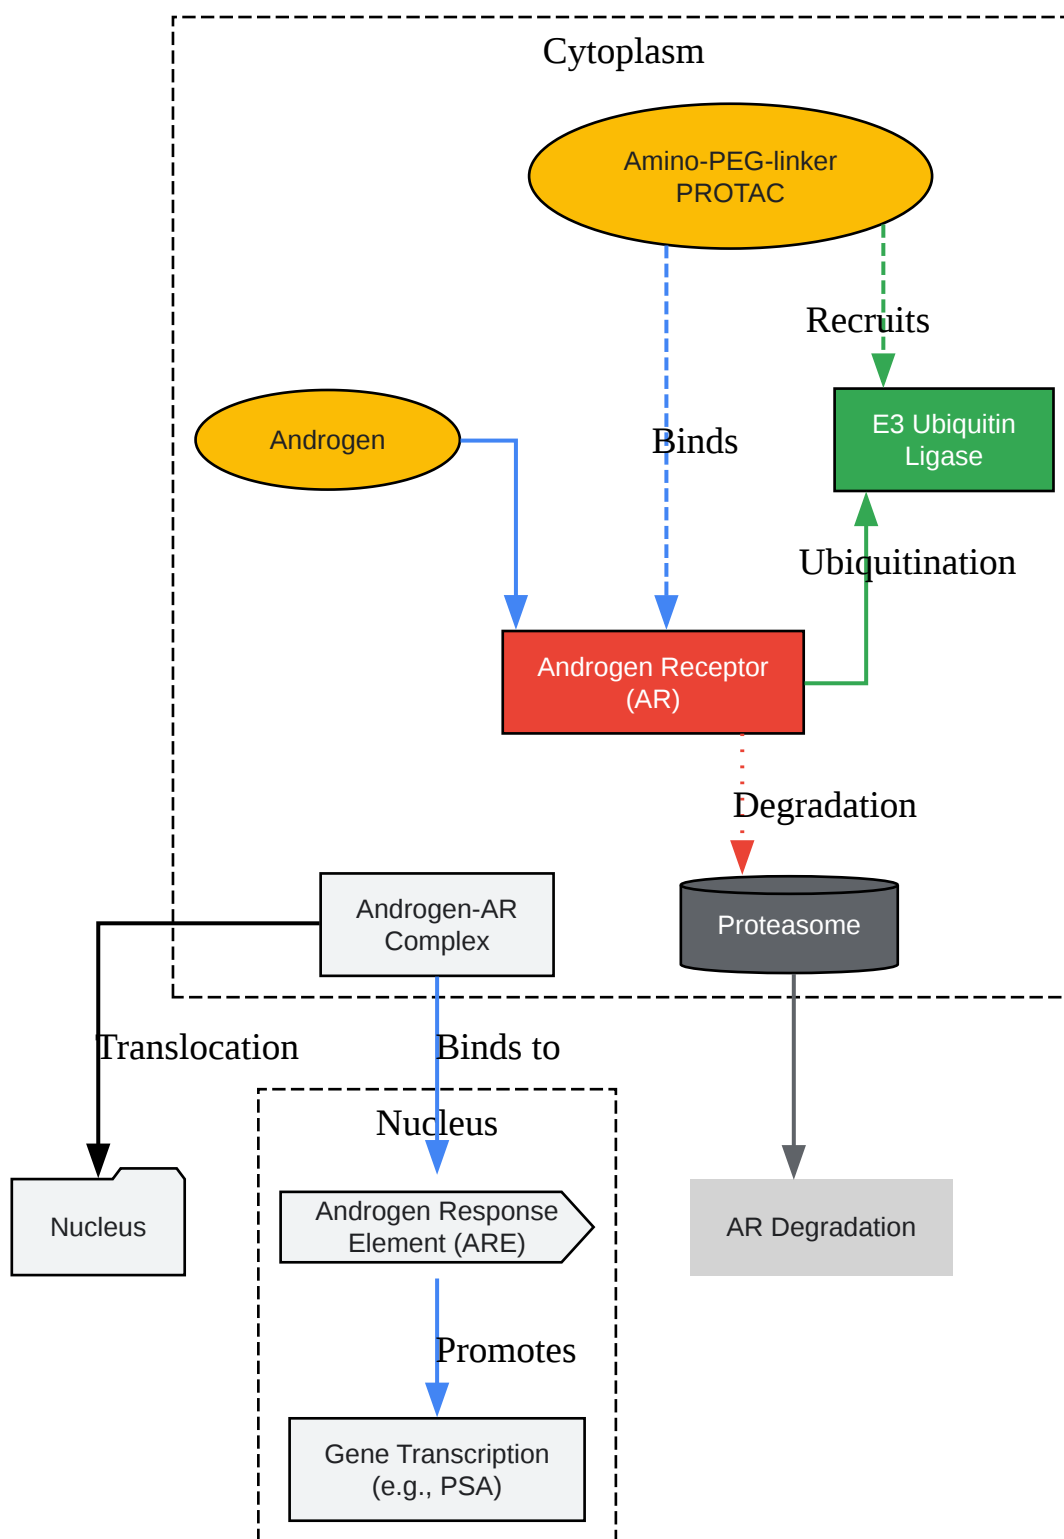 Cytoplasm
Amino-PEG-linker
PROTAC
Recruits
Androgen
Binds
E3 Ubiquitin
Ligase
Ubiquitination
Androgen Receptor
(AR)
Degradation
Androgen-AR
Complex
Proteasome
Translocation
Binds to
Nucleus
Nucleus
Androgen Response
Element (ARE)
AR Degradation
Promotes
Gene Transcription
(e.g., PSA)